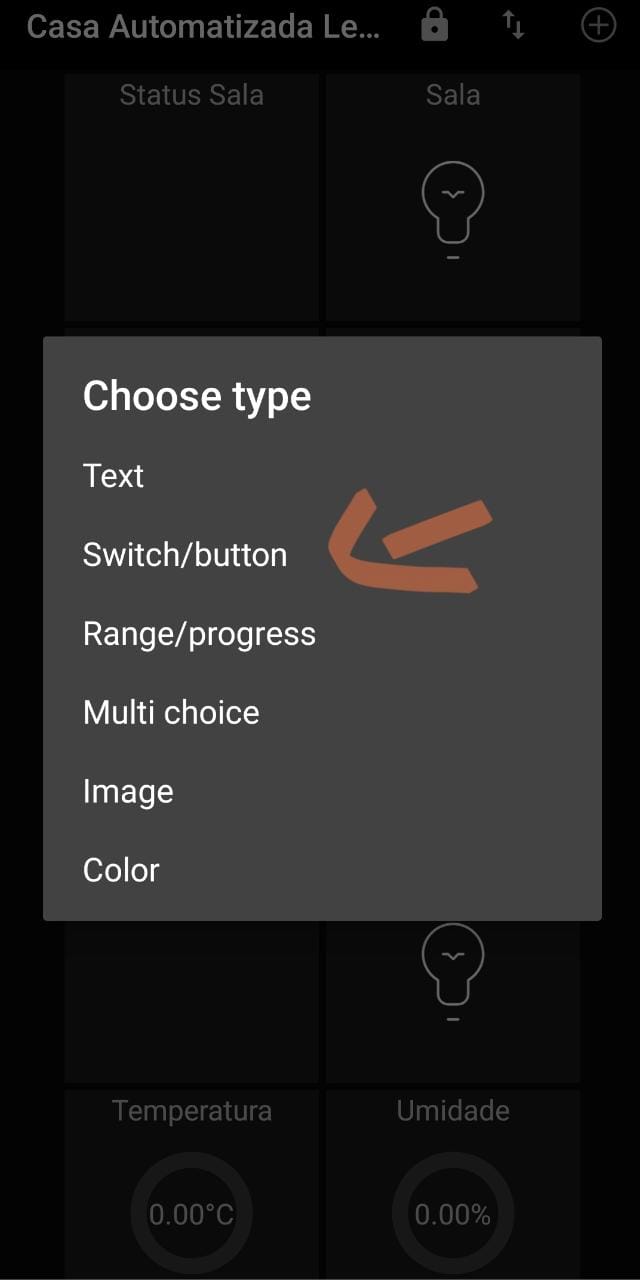 Casa Automatizada Le...
Status Sala
Sala
Choose type
Text
Switch/button
Range/progress
Multi choice
Image
Color
Temperatura
Umidade
0.00°C
0.00%